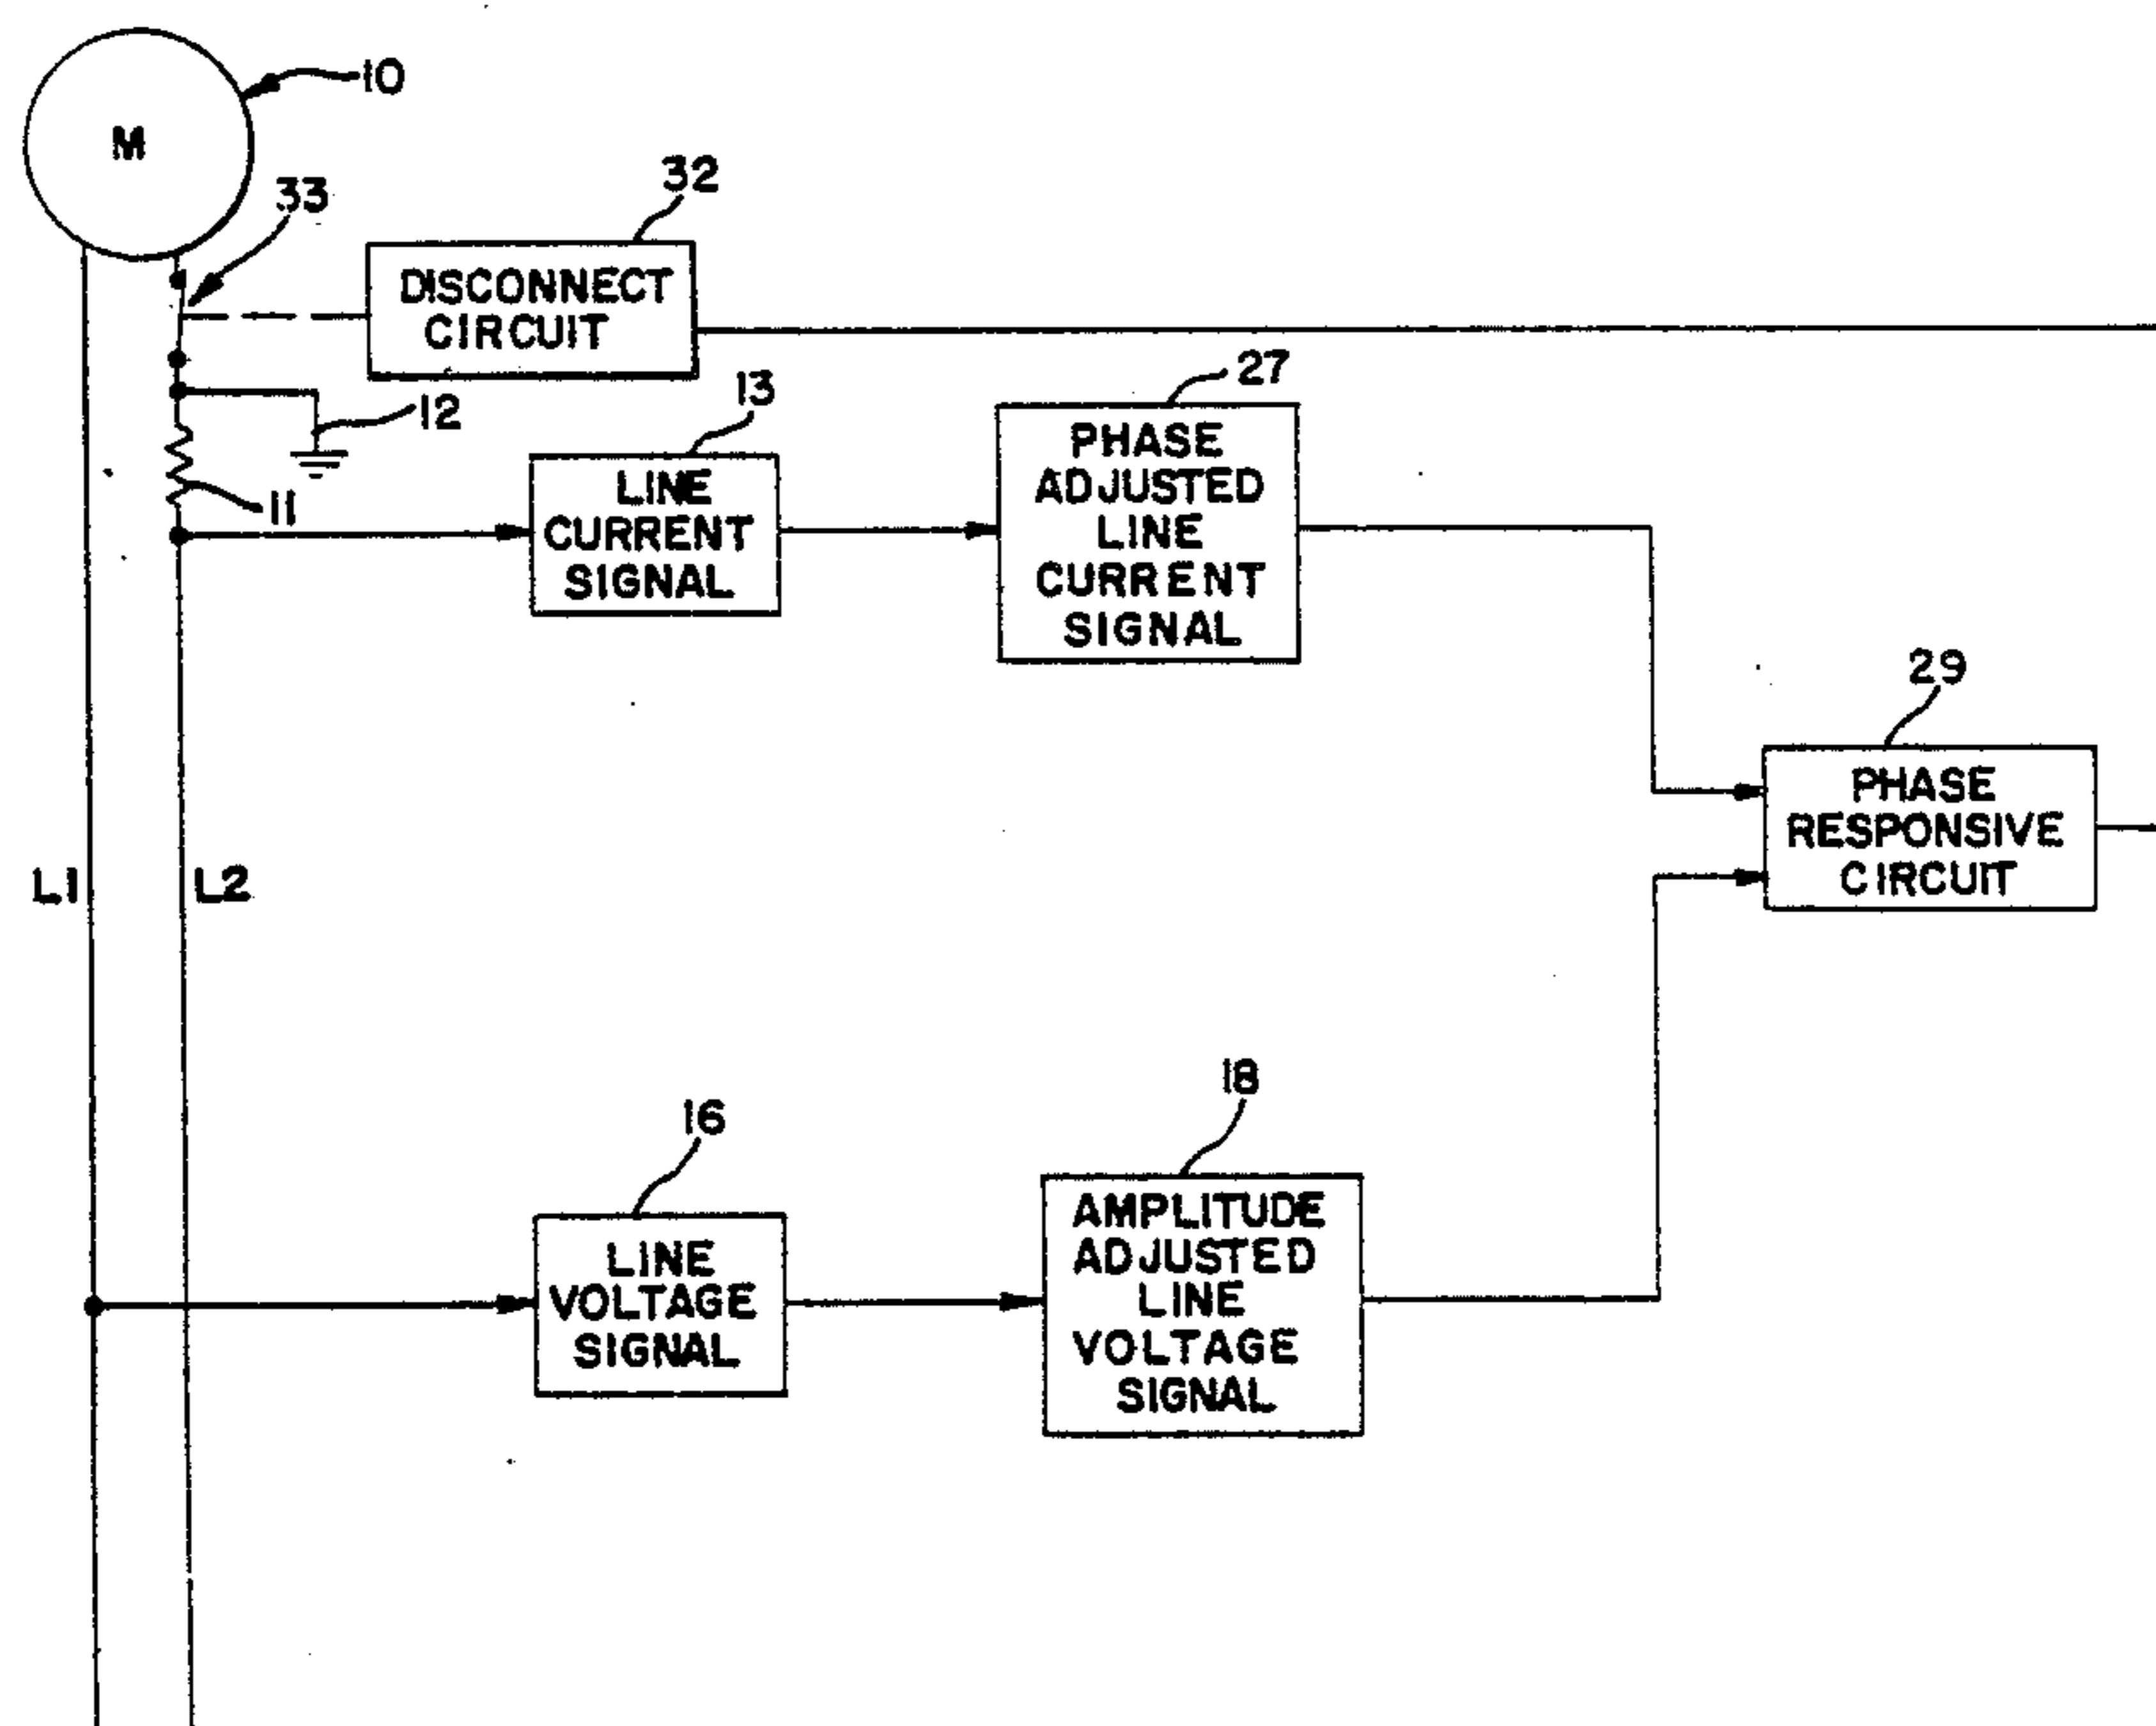 10
M
33
32
DISCONNECT
CIRCUIT
12
11
13
LINE
CURRENT
SIGNAL
27
PHASE
ADJUSTED
LINE
CURRENT
SIGNAL
29
PHASE
RESPONSIVE
CIRCUIT
L1
L2
16
LINE
VOLTAGE
SIGNAL
18
AMPLITUDE
ADJUSTED
LINE
VOLTAGE
SIGNAL